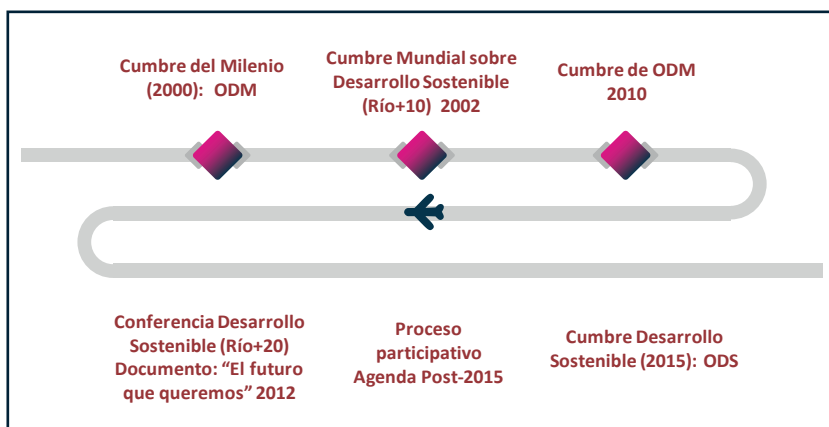 Cumbre del Milenio
(2000): ODM
Cumbre Mundial sobre
Desarrollo Sostenible
(Río+10) 2002
Cumbre de ODM
2010
Conferencia Desarrollo
Sostenible (Río+20)
Documento: “El futuro
que queremos” 2012
Proceso
participativo
Agenda Post-2015
Cumbre Desarrollo
Sostenible (2015): ODS